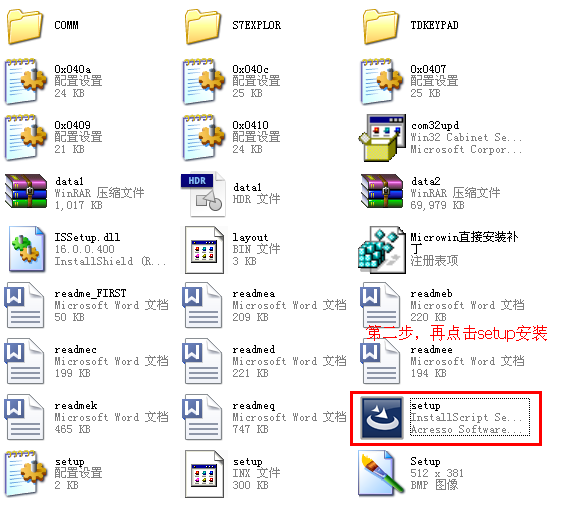 COMM
S7EXPLOR
TDKEYPAD
0x040a
配置设置
24 KB
0x040c
配置设置
25 KB
0x0407
配置设置
25 KB
0x0409
配置设置
21 KB
0x0410
配置设置
24 KB
com32upd
Win32 Cabinet Se...
Microsoft Corpor...
data1
WinRAR 压缩文件
1,017 KB
HDR
data1
HDR 文件
data2
WinRAR 压缩文件
69,979 KB
ISSetup.dll
16.0.0.400
InstallShield (R...
layout
BIN 文件
3 KB
Microwin直接安装补
丁
注册表项
readme_FIRST
Microsoft Word 文档
50 KB
readmea
Microsoft Word 文档
209 KB
readmeb
Microsoft Word 文档
220 KB
第二步，再点击setup安装
readmec
Microsoft Word 文档
199 KB
readmed
Microsoft Word 文档
221 KB
readmee
Microsoft Word 文档
194 KB
readmek
Microsoft Word 文档
465 KB
readmeq
Microsoft Word 文档
747 KB
setup
InstallScript Se...
Acresso Software...
setup
配置设置
2 KB
setup
INX 文件
300 KB
Setup
512 x 381
BMP 图像